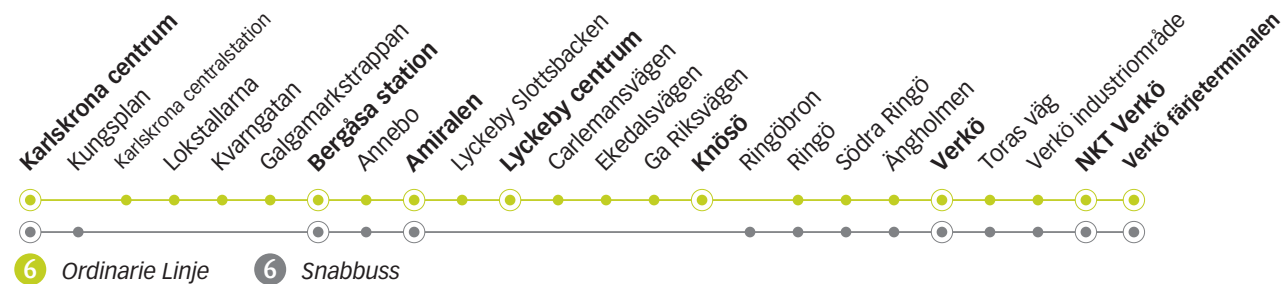 Karlskrona centrum
Kungsplan
Karlskrona centralstation
Lokstallarna
Kvarngatan
Galgamarkstrappan
Bergåsa station
Annebo
Amiralen
Lyckeby Slottsbacken
Lyckeby centrum
Carlemansvägen
Ekedalsvägen
Ga Riksvägen
Knösö
Ringöbron
Ringö
Södra Ringö
Ängholmen
Verkö
Toras väg
Verkö industriområde
NKT Verkö
Verkö färjeterminalen
6 Ordinarie Linje 6 Snabbuss